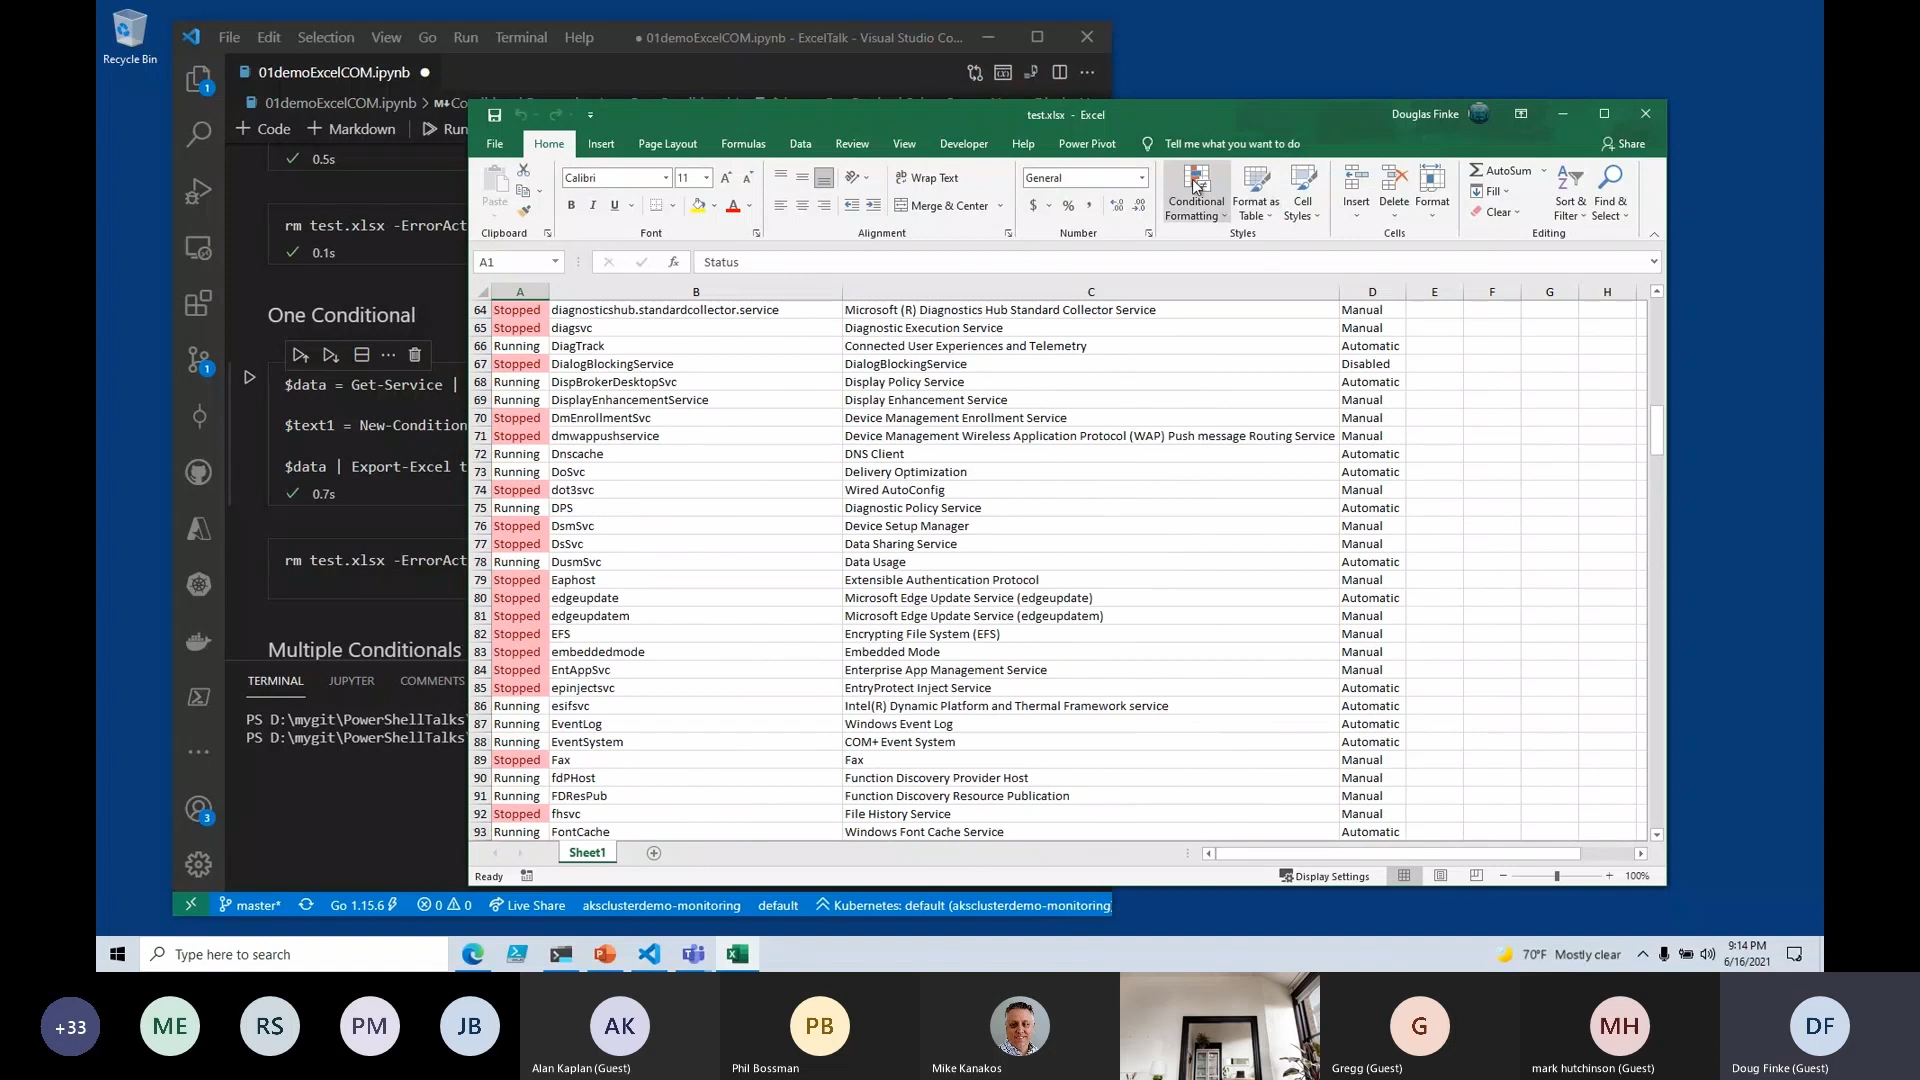 Recycle Bin
File Edit Selection View Go Run Terminal Help
● 01demoExcelCOM.ipynb - ExcelTalk - Visual Studio Co...
01demoExcelCOM.ipynb ●
01demoExcelCOM.ipynb > M↓Co
+ Code + Markdown Run
0.5s
rm test.xlsx -ErrorAct
0.1s
One Conditional
$data = Get-Service |
$text1 = New-Condition
$data | Export-Excel t
0.7s
rm test.xlsx -ErrorAct
Multiple Conditionals
TERMINAL JUPYTER COMMENTS
PS D:\mygit\PowerShellTalks
PS D:\mygit\PowerShellTalks
1
1
3
test.xlsx - Excel
Douglas Finke
File Home Insert Page Layout Formulas Data Review View Developer Help Power Pivot Tell me what you want to do Share
Paste
Clipboard
Calibri 11
B I U
Font
Wrap Text
Merge & Center
Alignment
General
$ % ,
Number
Conditional Formatting
Format as Table
Cell Styles
Styles
Insert Delete Format
Cells
AutoSum
Fill
Clear
Sort & Filter
Find & Select
Editing
A1 fx Status
A B C D E F G H
64 Stopped diagnosticshub.standardcollector.service Microsoft (R) Diagnostics Hub Standard Collector Service Manual
65 Stopped diagsvc Diagnostic Execution Service Manual
66 Running DiagTrack Connected User Experiences and Telemetry Automatic
67 Stopped DialogBlockingService DialogBlockingService Disabled
68 Running DispBrokerDesktopSvc Display Policy Service Automatic
69 Running DisplayEnhancementService Display Enhancement Service Manual
70 Stopped DmEnrollmentSvc Device Management Enrollment Service Manual
71 Stopped dmwappushservice Device Management Wireless Application Protocol (WAP) Push message Routing Service Manual
72 Running Dnscache DNS Client Automatic
73 Running DoSvc Delivery Optimization Automatic
74 Stopped dot3svc Wired AutoConfig Manual
75 Running DPS Diagnostic Policy Service Automatic
76 Stopped DsmSvc Device Setup Manager Manual
77 Stopped DsSvc Data Sharing Service Manual
78 Running DusmSvc Data Usage Automatic
79 Stopped Eaphost Extensible Authentication Protocol Manual
80 Stopped edgeupdate Microsoft Edge Update Service (edgeupdate) Automatic
81 Stopped edgeupdatem Microsoft Edge Update Service (edgeupdatem) Manual
82 Stopped EFS Encrypting File System (EFS) Manual
83 Stopped embeddedmode Embedded Mode Manual
84 Stopped EntAppSvc Enterprise App Management Service Manual
85 Stopped epinjectsvc EntryProtect Inject Service Automatic
86 Running esifsvc Intel(R) Dynamic Platform and Thermal Framework service Automatic
87 Running EventLog Windows Event Log Automatic
88 Running EventSystem COM+ Event System Automatic
89 Stopped Fax Fax Manual
90 Running fdPHost Function Discovery Provider Host Manual
91 Running FDResPub Function Discovery Resource Publication Manual
92 Stopped fhsvc File History Service Manual
93 Running FontCache Windows Font Cache Service Automatic
Sheet1
Ready Display Settings 100%
master* Go 1.15.6 0 0 Live Share aksclusterdemo-monitoring default Kubernetes: default (aksclusterdemo-monitoring)
Type here to search
70°F Mostly clear
9:14 PM
6/16/2021
+33 ME RS PM JB AK PB G MH DF
Alan Kaplan (Guest) Phil Bossman Mike Kanakos Gregg (Guest) mark hutchinson (Guest) Doug Finke (Guest)